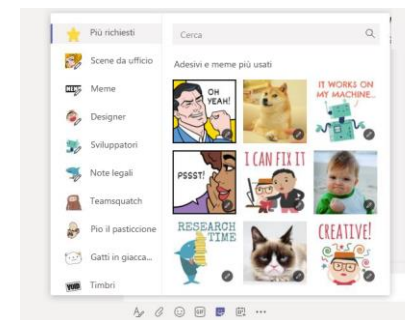 Più richiesti
Scene da ufficio
Meme
Designer
Sviluppatori
Note legali
Teamsquatch
Pio il pasticcione
Gatti in giacca...
Timbri
Cerca
Adesivi e meme più usati
OH
YEAH!
IT WORKS ON
MY MACHINE...
PSSST!
I CAN FIX IT
RESEARCH
TIME
CREATIVE!
GIF